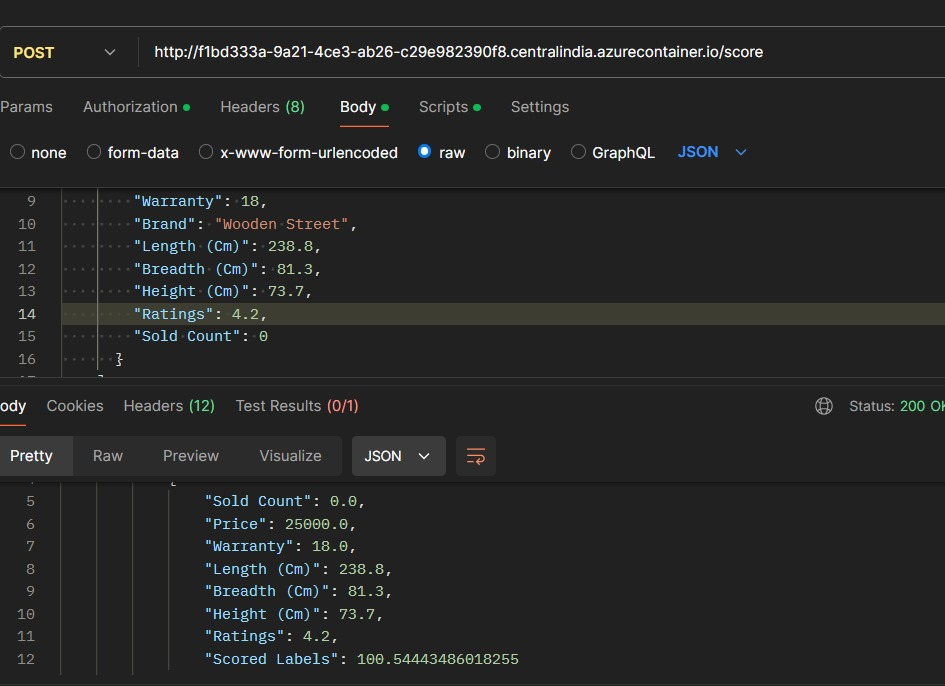 POST http://f1bd333a-9a21-4ce3-ab26-c29e982390f8.centralindia.azurecontainer.io/score
Params Authorization Headers (8) Body Scripts Settings
none form-data x-www-form-urlencoded raw binary GraphQL JSON
9 "Warranty": 18,
10 "Brand": "Wooden Street",
11 "Length (Cm)": 238.8,
12 "Breadth (Cm)": 81.3,
13 "Height (Cm)": 73.7,
14 "Ratings": 4.2,
15 "Sold Count": 0
16 }
ody Cookies Headers (12) Test Results (0/1) Status: 200 OK
Pretty Raw Preview Visualize JSON
5 "Sold Count": 0.0,
6 "Price": 25000.0,
7 "Warranty": 18.0,
8 "Length (Cm)": 238.8,
9 "Breadth (Cm)": 81.3,
10 "Height (Cm)": 73.7,
11 "Ratings": 4.2,
12 "Scored Labels": 100.54443486018255